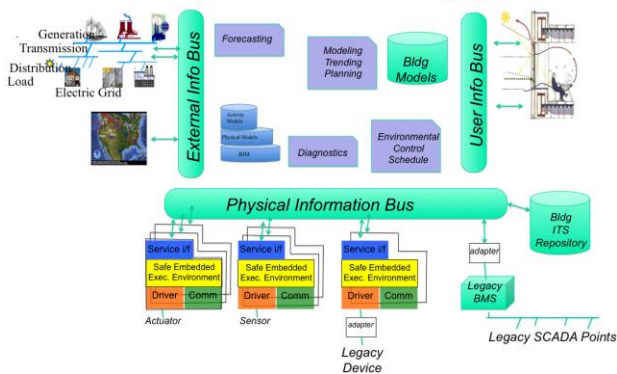 Generation
Transmission
Distribution
Load
Electric Grid
External Info Bus
Forecasting
Modeling
Trending
Planning
Bldg
Models
User Info Bus
Activity
Models
Physical Models
BIM
Diagnostics
Environmental
Control
Schedule
Physical Information Bus
Bldg
ITS
Repository
Service i/f
Safe Embedded
Exec. Environment
Driver
Comm
Actuator
Service i/f
Safe Embedded
Exec. Environment
Driver
Comm
Sensor
Service i/f
Safe Embedded
Exec. Environment
Driver
Comm
adapter
Legacy
Device
adapter
Legacy
BMS
Legacy SCADA Points